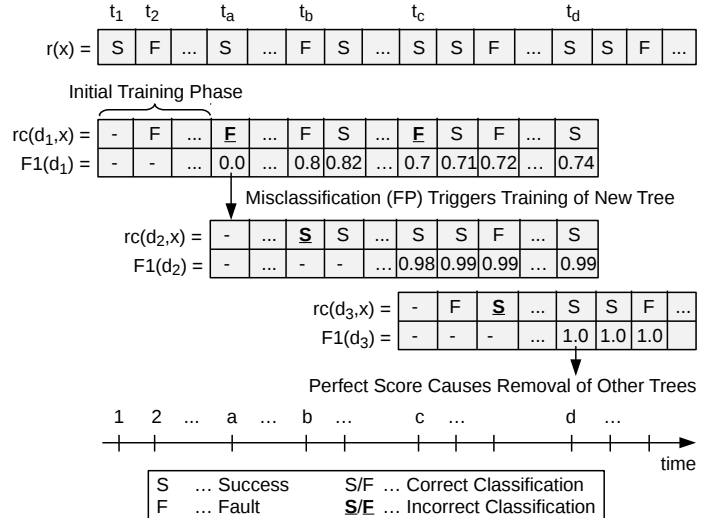 t1 t2 ta tb tc td
r(x) = S F ... S ... F S ... S S F ... S S F ...
Initial Training Phase
rc(d1,x) = - F ... F ... F S ... F S F ... S
F1(d1) = - - ... 0.0 ... 0.8 0.82 ... 0.7 0.71 0.72 ... 0.74
Misclassification (FP) Triggers Training of New Tree
rc(d2,x) = - ... S S ... S S F ... S
F1(d2) = - ... - - ... 0.98 0.99 0.99 ... 0.99
rc(d3,x) = - F S ... S S F ...
F1(d3) = - - - ... 1.0 1.0 1.0
Perfect Score Causes Removal of Other Trees
1 2 ... a ... b ... c ... d ...
time
S ... Success S/F ... Correct Classification
F ... Fault S/F ... Incorrect Classification